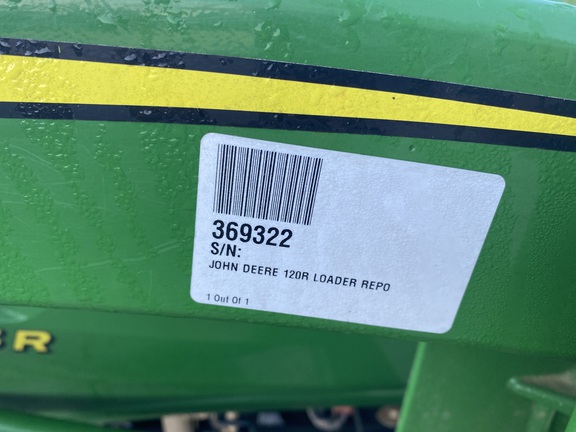 369322
S/N:
JOHN DEERE 120R LOADER REPO
1 Out Of 1
R